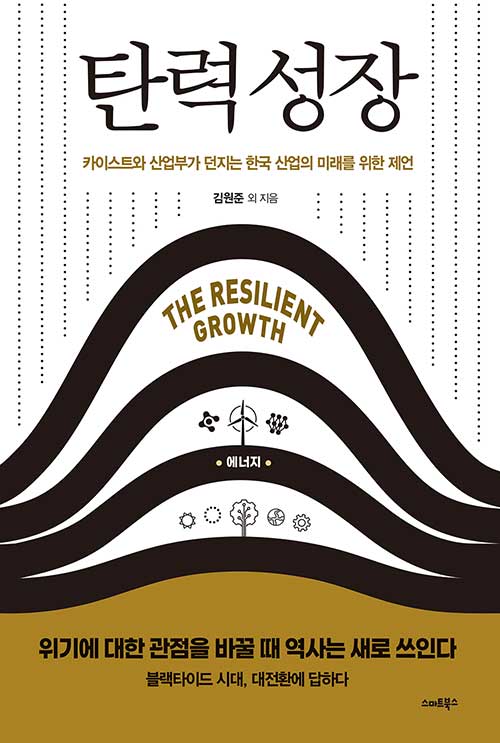 탄력 성장
카이스트와 산업부가 던지는 한국 산업의 미래를 위한 제언
김원준 외 지음
THE RESILIENT
GROWTH
에너지
위기에 대한 관점을 바꿀 때 역사는 새로 쓰인다
블랙타이드 시대, 대전환에 답하다
스마트북스